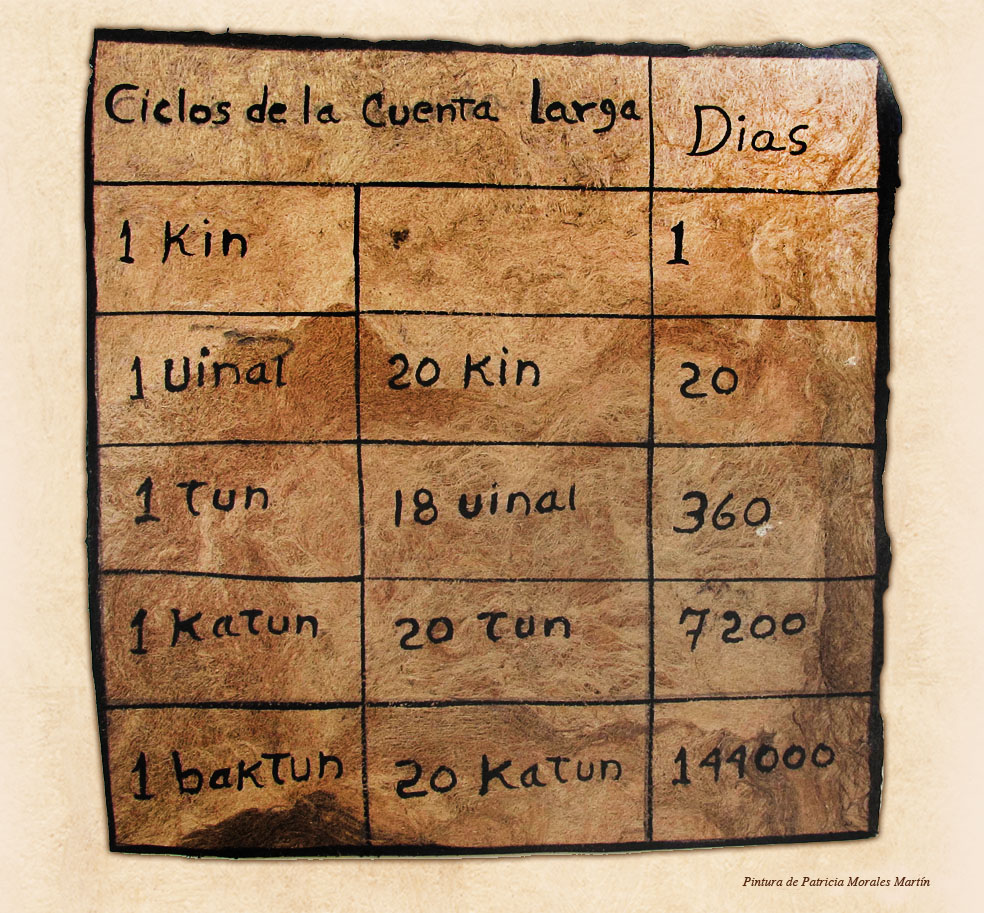 Ciclos de la Cuenta Larga Dias
1 Kin 1
1 Uinal 20 Kin 20
1 Tun 18 uinal 360
1 Katun 20 Tun 7200
1 baktun 20 Katun 144000
Pintura de Patricia Morales Martín